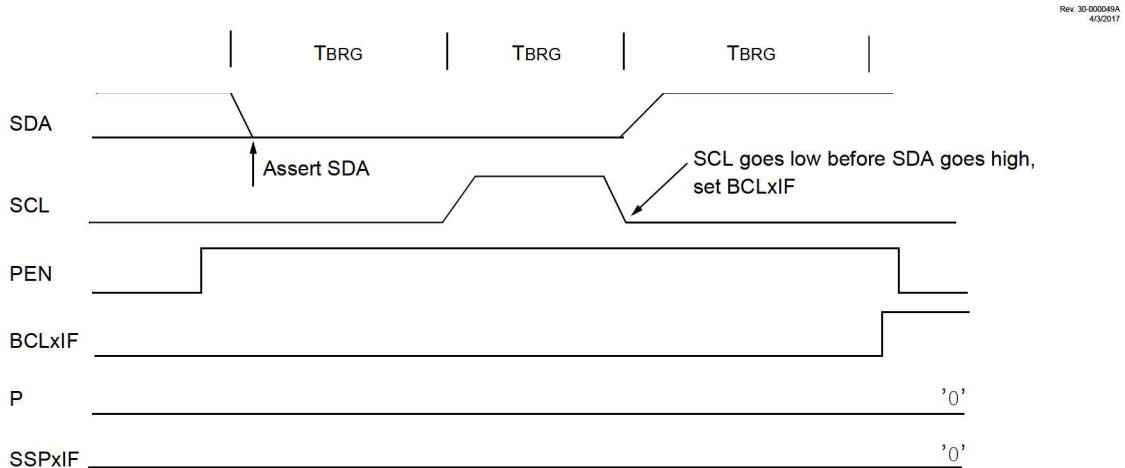 Rev. 30-000049A
4/3/2017
TBRG TBRG TBRG
SDA
Assert SDA
SCL goes low before SDA goes high,
set BCLxIF
SCL
PEN
BCLxIF
P
'0'
SSPxIF
'0'